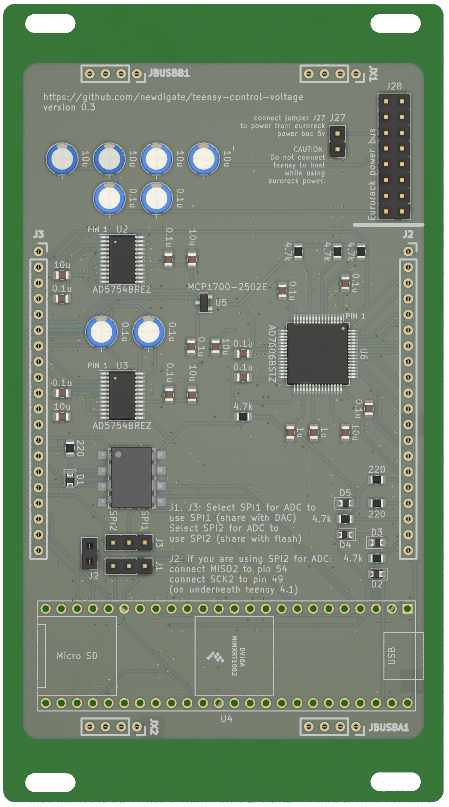 JBUSBB1
JX1
https://github.com/newdigate/teensy-control-voltage
version 0.3
J28
connect jumper J27
to power from eurorack
power bus 5v
J27
CAUTION
Do not connect
teensy to host
while using
eurorack power.
Eurorack power bus
10u
10u
10u
10u
0.1u
0.1u
J3
J2
PIN 1
U2
AD5754BREZ
0.1u
10u
10u
0.1u
4.7k
4.7k
4.7k
MCP1700-2502E
U5
0.1u
0.1u
PIN 1
AD7606BSTZ
U6
0.1u
0.1u
0.1u
10u
0.1u
0.1u
PIN 1
U3
AD5754BREZ
0.1u
10u
0.1u
10u
4.7k
1u
1u
10u
0.1u
220
D1
SPI2
SPI1
220
220
D5
4.7k
D4
D3
4.7k
D2
J1, J3: Select SPI1 for ADC to
use SPI1 (share with DAC)
Select SPI2 for ADC to
use SPI2 (shared with flash)
J2: if you are using SPI2 for ADC:
connect MISO2 to pin 54
connect SCK2 to pin 49
(on underneath teensy 4.1)
J3
J2
J1
Micro SD
MIMXRT1062
DVJ6A
USB
U4
JX2
JBUSBA1